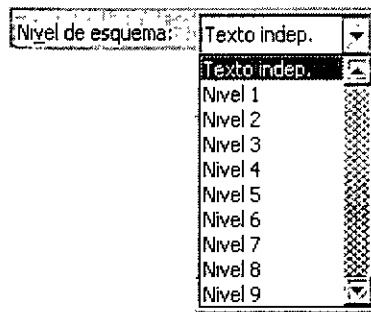 Nivel de esquema: Texto indep.
Texto indep.
Nivel 1
Nivel 2
Nivel 3
Nivel 4
Nivel 5
Nivel 6
Nivel 7
Nivel 8
Nivel 9